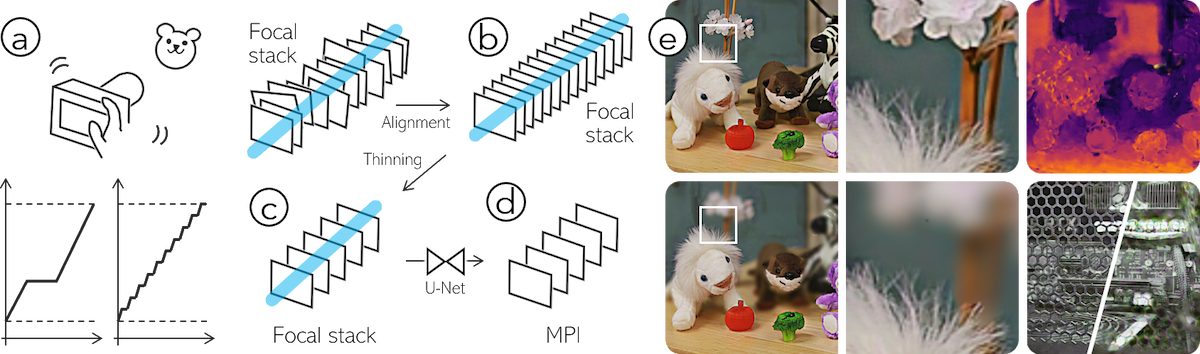 a
Focal
stack
Alignment
b
Focal
stack
Thinning
c
Focal stack
U-Net
d
MPI
e